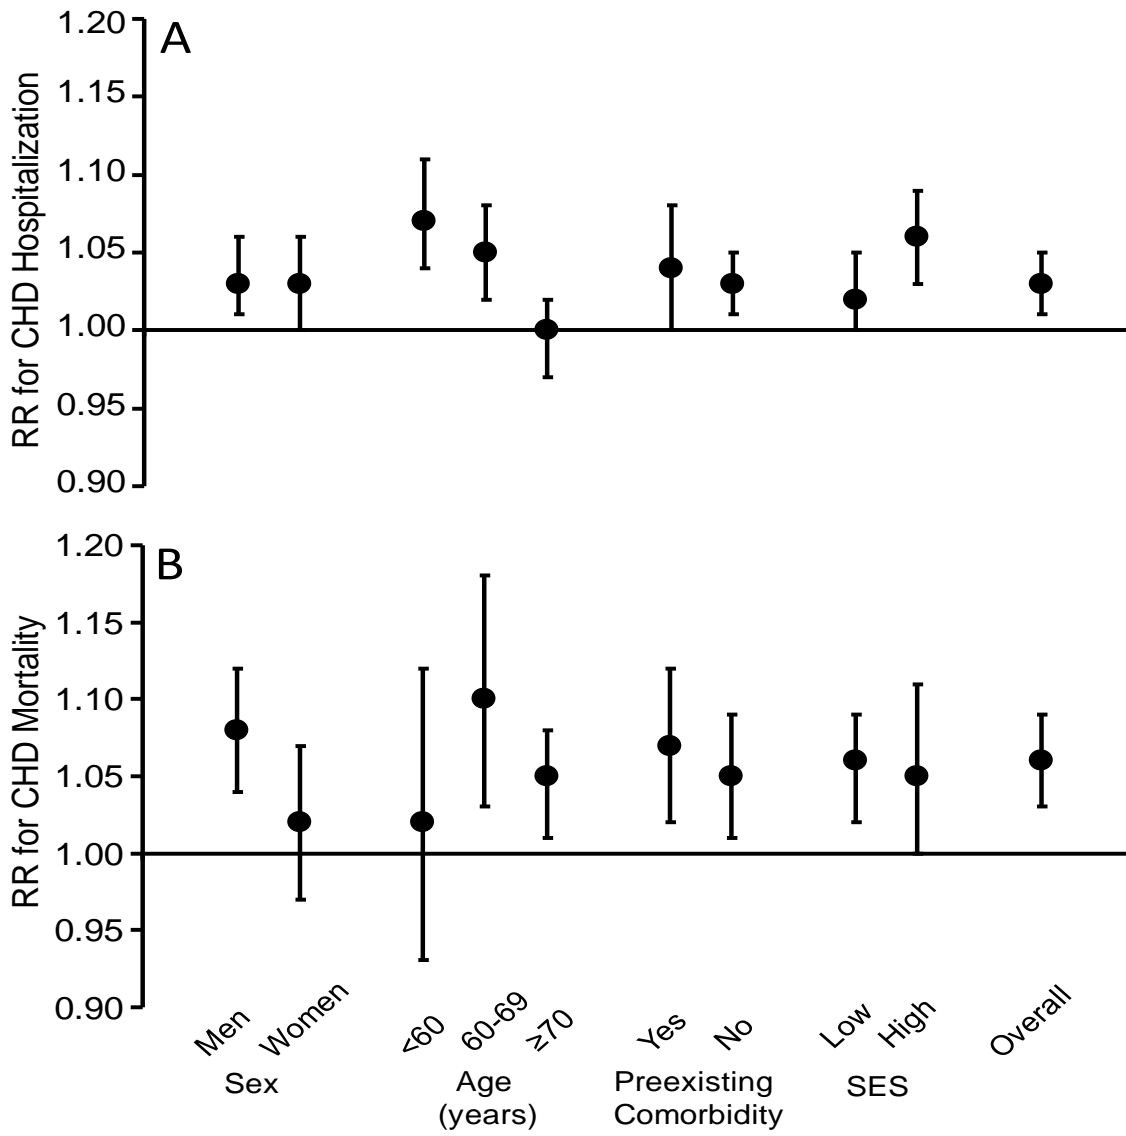 A
RR for CHD Hospitalization
1.20
1.15
1.10
1.05
1.00
0.95
0.90
B
RR for CHD Mortality
1.20
1.15
1.10
1.05
1.00
0.95
0.90
Men
Women
<60
60-69
≥70
Yes
No
Low
High
Overall
Sex
Age
(years)
Preexisting
Comorbidity
SES